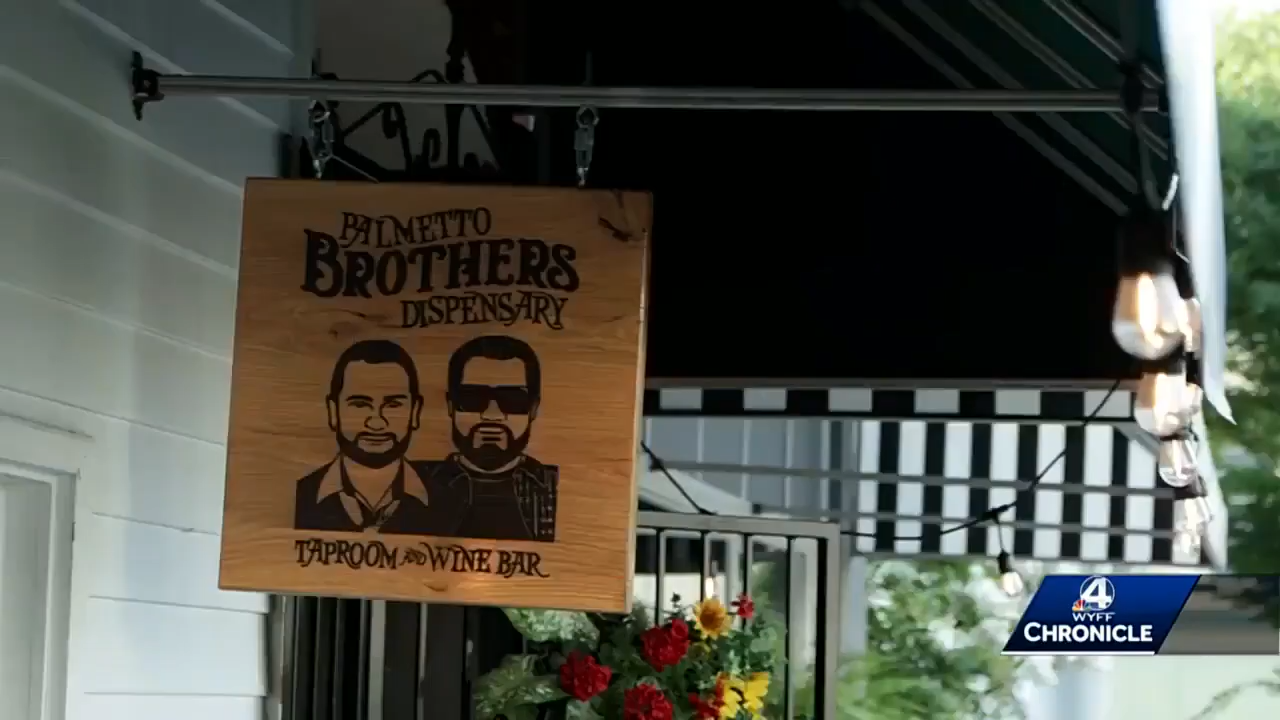 PALMETTO
BROTHERS
DISPENSARY
TAPROOM AND WINE BAR
4
WYFF
CHRONICLE